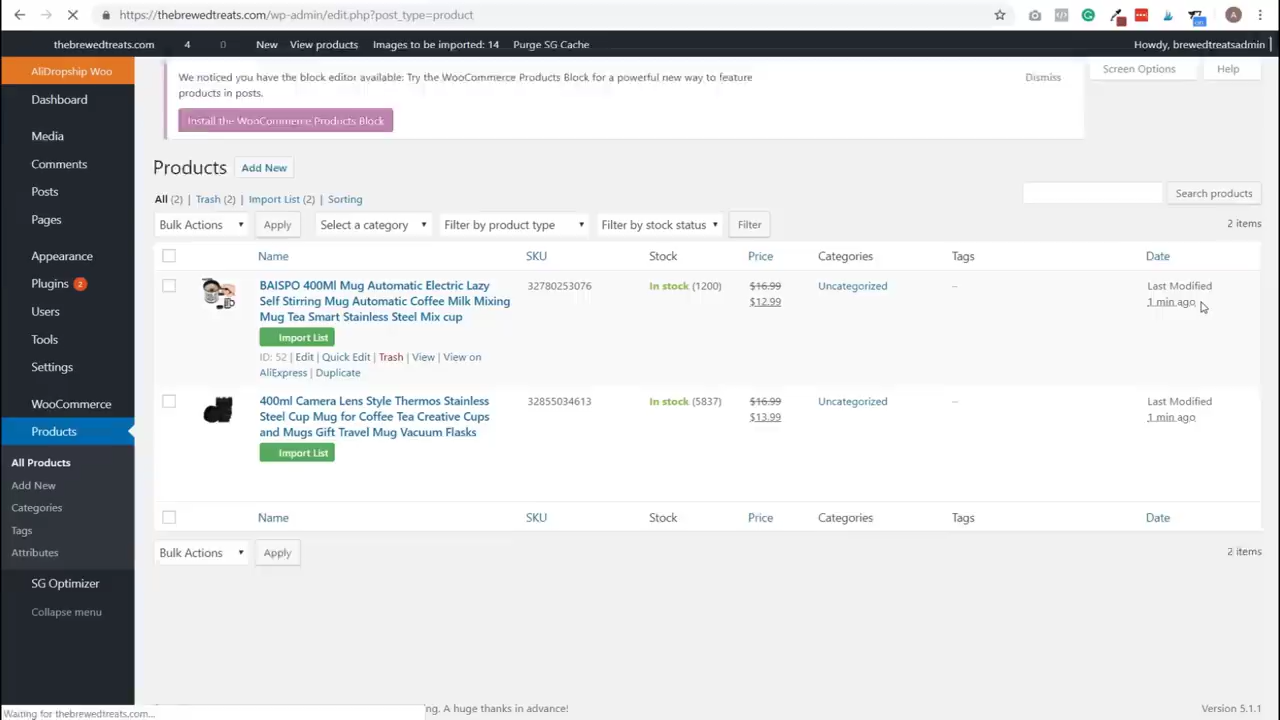 https://thebrewedtreats.com/wp-admin/edit.php?post_type=product
A
thebrewedtreats.com 4 0 New View products Images to be imported: 14 Purge SG Cache Howdy, brewedtreatsadmin
AliDropship Woo
Dashboard
Media
Comments
Posts
Pages
Appearance
Plugins 2
Users
Tools
Settings
WooCommerce
Products
All Products
Add New
Categories
Tags
Attributes
SG Optimizer
Collapse menu
We noticed you have the block editor available: Try the WooCommerce Products Block for a powerful new way to feature
products in posts.
Dismiss
Install the WooCommerce Products Block
Screen Options Help
Products Add New
All (2) | Trash (2) | Import List (2) | Sorting
Search products
Bulk Actions Apply Select a category Filter by product type Filter by stock status Filter
2 items
Name SKU Stock Price Categories Tags Date
BAISPO 400Ml Mug Automatic Electric Lazy
Self Stirring Mug Automatic Coffee Milk Mixing
Mug Tea Smart Stainless Steel Mix cup
Import List
ID: 52 | Edit | Quick Edit | Trash | View | View on
AliExpress | Duplicate
32780253076
In stock (1200)
$16.99
$12.99
Uncategorized
–
Last Modified
1 min ago
400ml Camera Lens Style Thermos Stainless
Steel Cup Mug for Coffee Tea Creative Cups
and Mugs Gift Travel Mug Vacuum Flasks
Import List
32855034613
In stock (5837)
$16.99
$13.99
Uncategorized
–
Last Modified
1 min ago
Name SKU Stock Price Categories Tags Date
Bulk Actions Apply
2 items
ng. A huge thanks in advance!
Version 5.1.1
Waiting for thebrewedtreats.com...